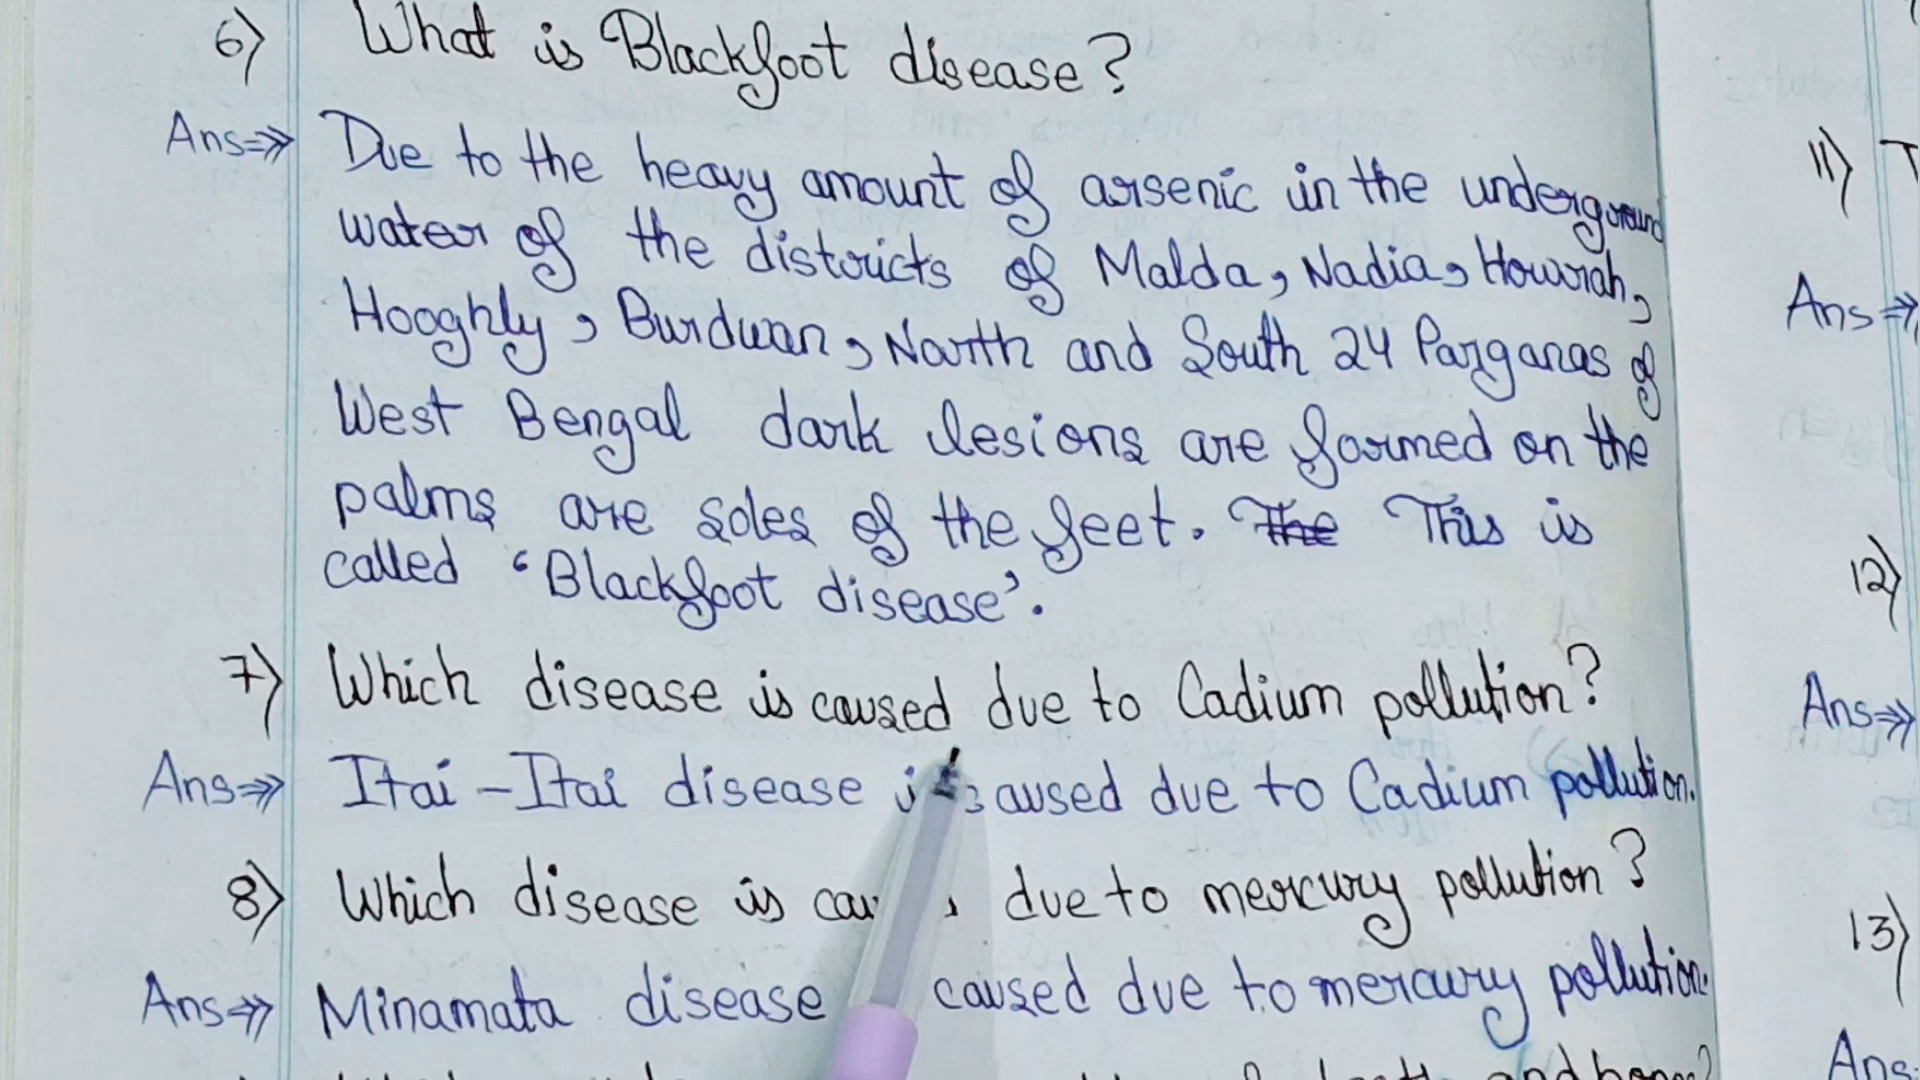 6) What is Blackfoot disease?
Ans⇒ Due to the heavy amount of arsenic in the underground
water of the districts of Malda, Nadia, Howrah,
Hooghly, Burdwan, North and South 24 Parganas of
West Bengal dark lesions are formed on the
palms are soles of the feet. The This is
called 'Blackfoot disease'.
7) Which disease is caused due to Cadium pollution?
Ans⇒ Itai-Itai disease caused due to Cadium pollution.
8) Which disease is due to mercury pollution?
Ans⇒ Minamata disease caused due to mercury pollution.
11)
Ans⇒
12)
Ans⇒
13)
Ans